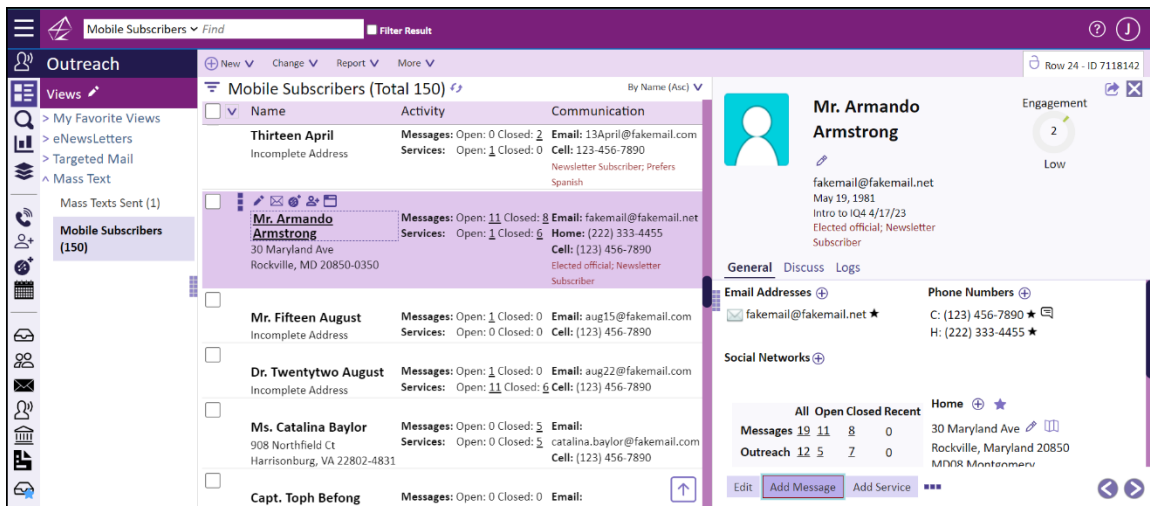 Mobile Subscribers Find Filter Result ? J
Outreach
New Change Report More
Row 24 - ID 7118142
Views
> My Favorite Views
> eNewsLetters
> Targeted Mail
^ Mass Text
Mass Texts Sent (1)
Mobile Subscribers
(150)
Mobile Subscribers (Total 150) By Name (Asc)
Name Activity Communication
Thirteen April Messages: Open: 0 Closed: 2 Email: 13April@fakemail.com
Incomplete Address Services: Open: 1 Closed: 0 Cell: 123-456-7890
Newsletter Subscriber; Prefers
Spanish
Mr. Armando Messages: Open: 11 Closed: 8 Email: fakemail@fakemail.net
Armstrong Services: Open: 1 Closed: 6 Home: (222) 333-4455
30 Maryland Ave Cell: (123) 456-7890
Rockville, MD 20850-0350 Elected official; Newsletter
Subscriber
Mr. Fifteen August Messages: Open: 1 Closed: 0 Email: aug15@fakemail.com
Incomplete Address Services: Open: 0 Closed: 0 Cell: (123) 456-7890
Dr. Twentytwo August Messages: Open: 1 Closed: 0 Email: aug22@fakemail.com
Incomplete Address Services: Open: 11 Closed: 6 Cell: (123) 456-7890
Ms. Catalina Baylor Messages: Open: 0 Closed: 5 Email:
908 Northfield Ct Services: Open: 0 Closed: 5 catalina.baylor@fakemail.com
Harrisonburg, VA 22802-4831 Cell: (123) 456-7890
Capt. Toph Befong Messages: Open: 0 Closed: 0 Email:
Mr. Armando
Armstrong
fakemail@fakemail.net
May 19, 1981
Intro to IQ4 4/17/23
Elected official; Newsletter
Subscriber
Engagement
2
Low
General Discuss Logs
Email Addresses Phone Numbers
fakemail@fakemail.net ★ C: (123) 456-7890 ★
H: (222) 333-4455 ★
Social Networks
All Open Closed Recent
Messages 19 11 8 0
Outreach 12 5 7 0
Home
30 Maryland Ave
Rockville, Maryland 20850
MD08 Montgomery
Edit Add Message Add Service